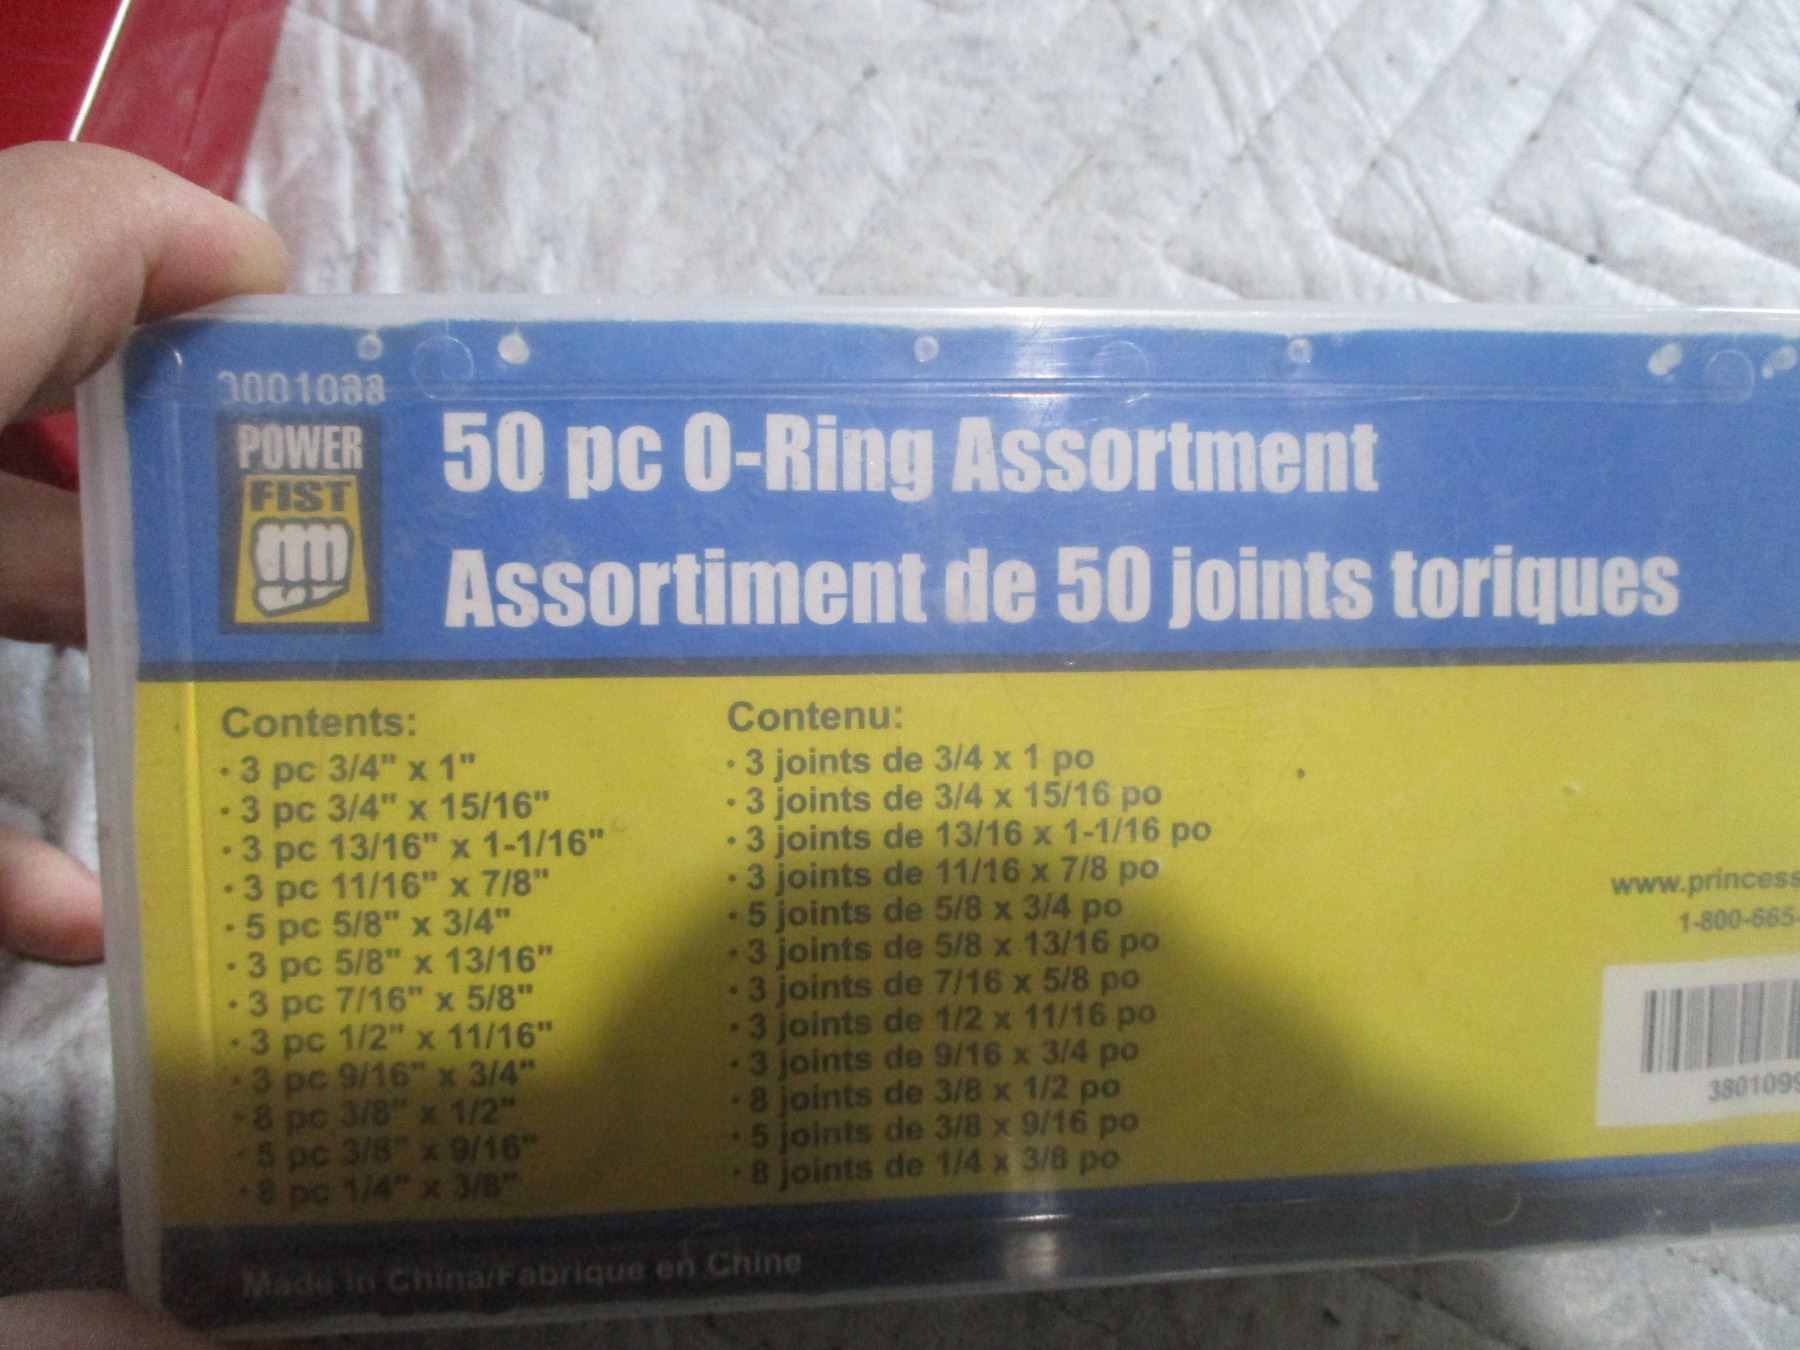 POWER
FIST
50 pc O-Ring Assortment
Assortiment de 50 joints toriques
Contents:
· 3 pc 3/4" x 1"
· 3 pc 3/4" x 15/16"
· 3 pc 13/16" x 1-1/16"
· 3 pc 11/16" x 7/8"
· 5 pc 5/8" x 3/4"
· 3 pc 5/8" x 13/16"
· 3 pc 7/16" x 5/8"
· 3 pc 1/2" x 11/16"
· 3 pc 9/16" x 3/4"
· 8 pc 3/8" x 1/2"
· 5 pc 3/8" x 9/16"
· 8 pc 1/4" x 3/8"
Contenu:
· 3 joints de 3/4 x 1 po
· 3 joints de 3/4 x 15/16 po
· 3 joints de 13/16 x 1-1/16 po
· 3 joints de 11/16 x 7/8 po
· 5 joints de 5/8 x 3/4 po
· 3 joints de 5/8 x 13/16 po
· 3 joints de 7/16 x 5/8 po
· 3 joints de 1/2 x 11/16 po
· 3 joints de 9/16 x 3/4 po
· 8 joints de 3/8 x 1/2 po
· 5 joints de 3/8 x 9/16 po
· 8 joints de 1/4 x 3/8 po
www.princess
1-800-665-
3801099
Made in China/Fabrique en Chine